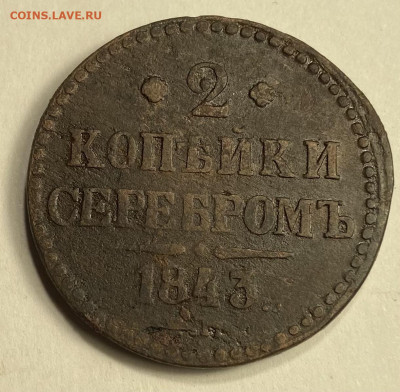 COINS.LAVE.RU
2
КОПѢЙКИ
СЕРЕБРОМЪ
1843